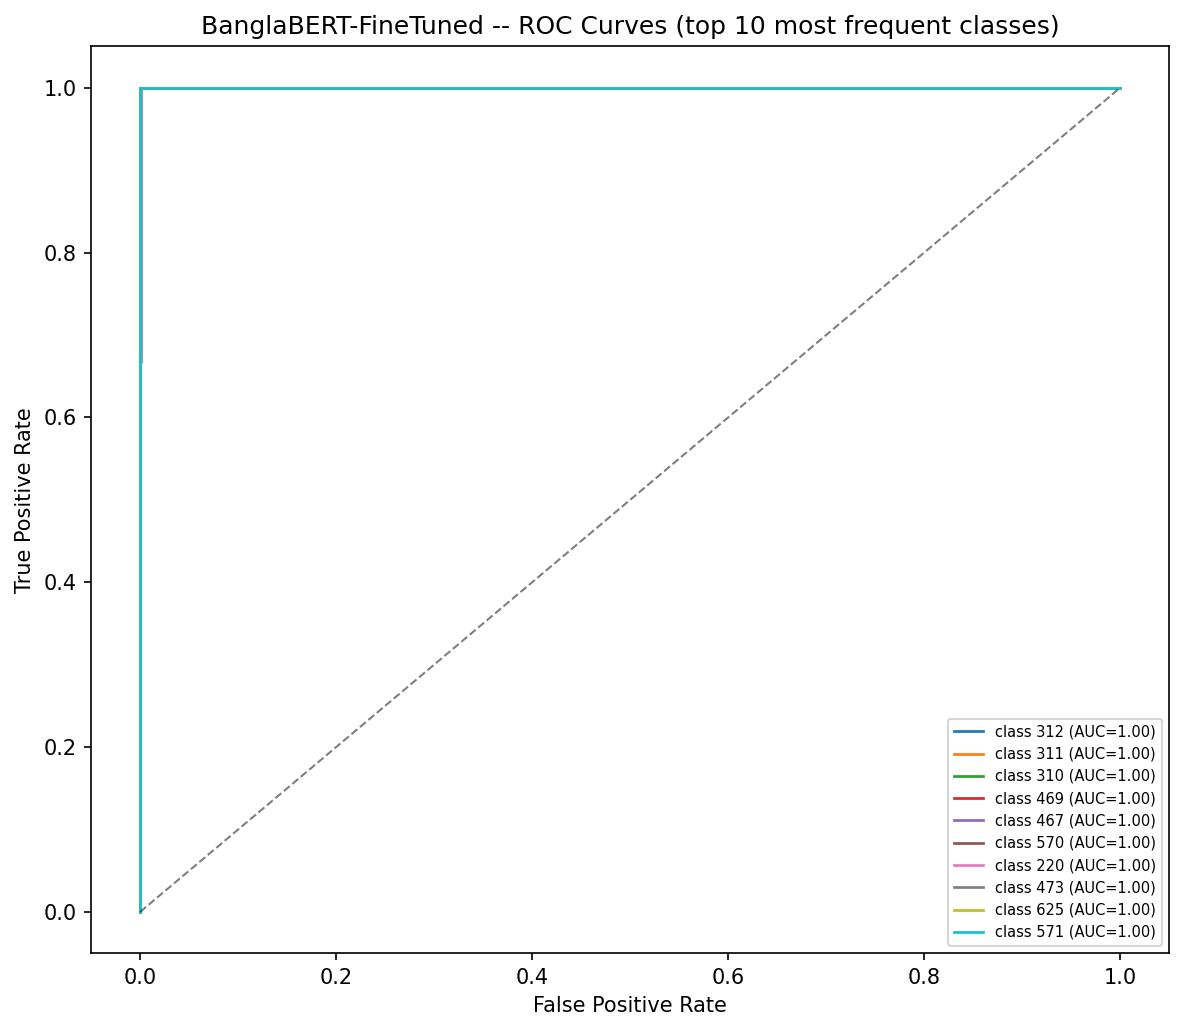 BanglaBERT-FineTuned -- ROC Curves (top 10 most frequent classes)
True Positive Rate
1.0
0.8
0.6
0.4
0.2
0.0
class 312 (AUC=1.00)
class 311 (AUC=1.00)
class 310 (AUC=1.00)
class 469 (AUC=1.00)
class 467 (AUC=1.00)
class 570 (AUC=1.00)
class 220 (AUC=1.00)
class 473 (AUC=1.00)
class 625 (AUC=1.00)
class 571 (AUC=1.00)
0.0 0.2 0.4 0.6 0.8 1.0
False Positive Rate